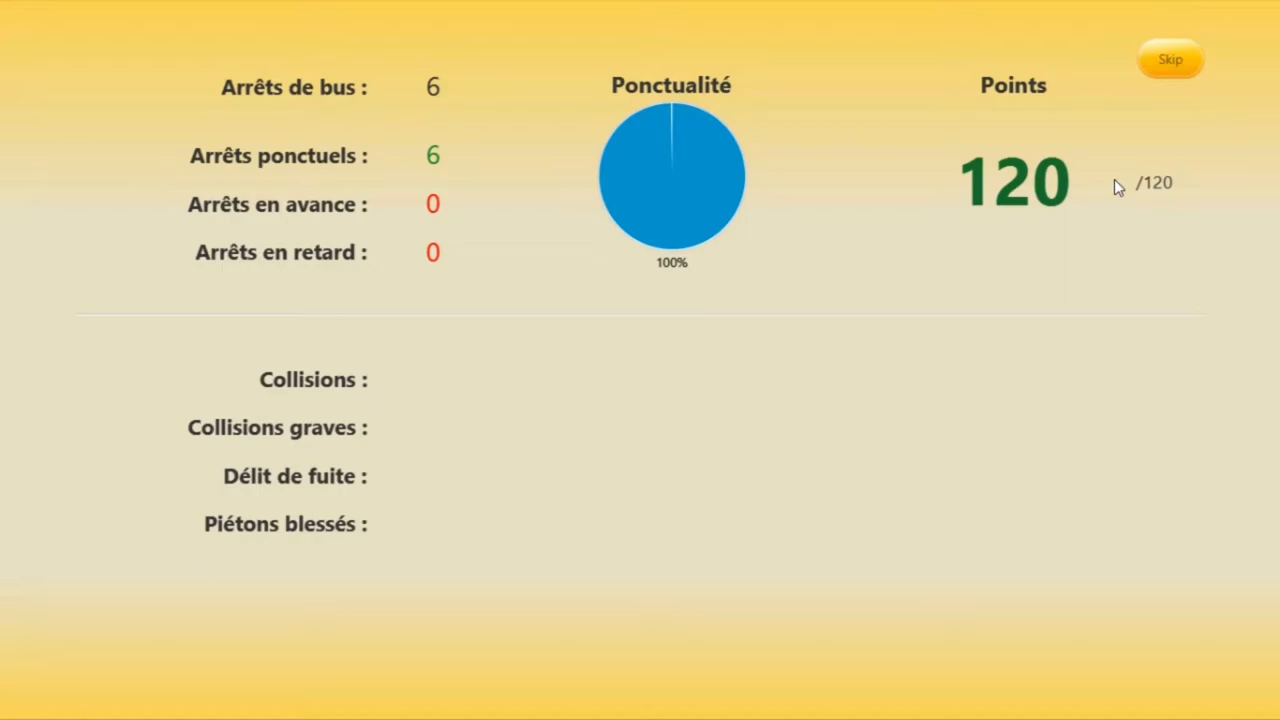 Skip
Arrêts de bus : 6
Ponctualité
Points
Arrêts ponctuels : 6
120 /120
Arrêts en avance : 0
Arrêts en retard : 0
100%
Collisions :
Collisions graves :
Délit de fuite :
Piétons blessés :